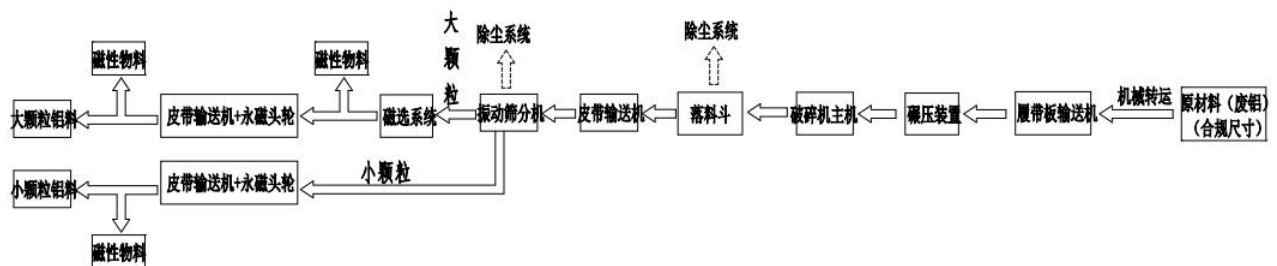 大颗粒
除尘系统
除尘系统
磁性物料
磁性物料
大颗粒铝料
皮带输送机+永磁头轮
磁选系统
振动筛分机
皮带输送机
落料斗
破碎机主机
碾压装置
履带板输送机
机械转运
原材料（废铝）
（合规尺寸）
小颗粒铝料
皮带输送机+永磁头轮
小颗粒
磁性物料